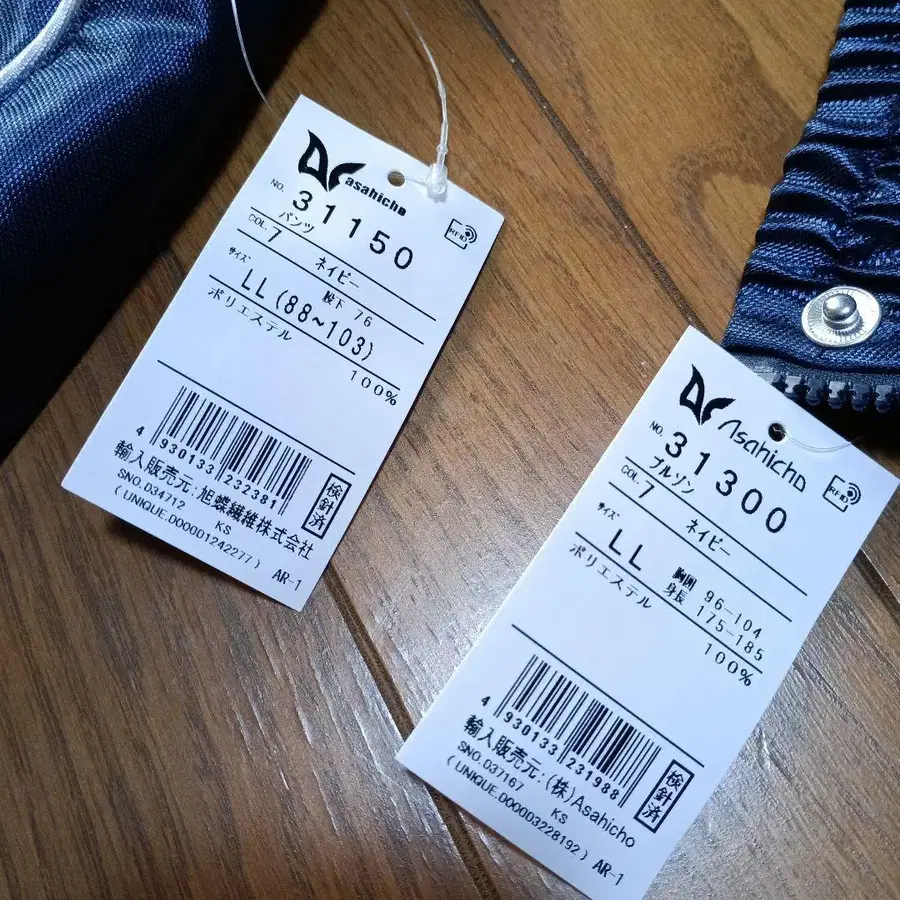 asahicho
NO. 31150
パンツ
RFID
COL. 7 ネイビー
サイズ 股下 76
LL (88~103)
ポリエステル
100%
4 930133 232381
検針済
輸入販売元:旭蝶繊維株式会社
SNO.034712 KS
(UNIQUE.D00001242277) AR-1
Asahicho
NO. 31300
ブルゾン
RFID
COL. 7 ネイビー
サイズ
LL 胸囲 96-104
身長 175-185
ポリエステル
100%
4 930133 231988
検針済
輸入販売元:(株)Asahicho
SNO.037167 KS
(UNIQUE.D0003228192) AR-1